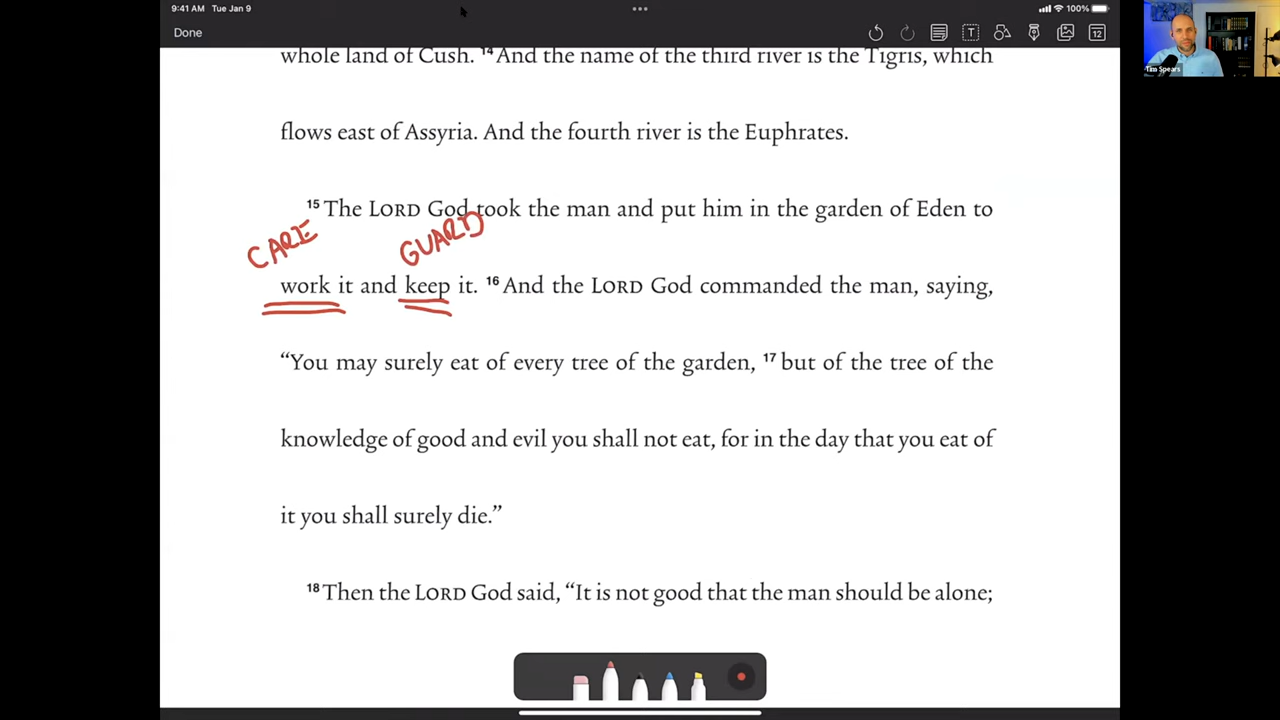 9:41 AM Tue Jan 9
100%
Done
12
Tim Spears
whole land of Cush. 14 And the name of the third river is the Tigris, which
flows east of Assyria. And the fourth river is the Euphrates.
15 The LORD God took the man and put him in the garden of Eden to
CARE GUARD
work it and keep it. 16 And the LORD God commanded the man, saying,
“You may surely eat of every tree of the garden, 17 but of the tree of the
knowledge of good and evil you shall not eat, for in the day that you eat of
it you shall surely die.”
18 Then the LORD God said, “It is not good that the man should be alone;